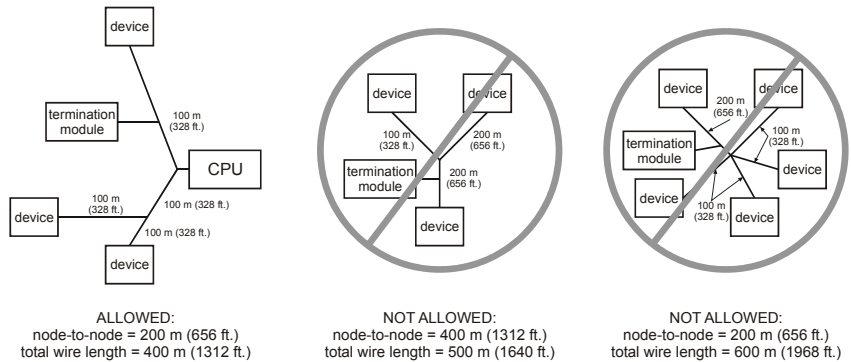 device
100 m
(328 ft.)
termination
module
CPU
100 m
(328 ft.)
100 m (328 ft.)
device
100 m (328 ft.)
device
ALLOWED:
node-to-node = 200 m (656 ft.)
total wire length = 400 m (1312 ft.)
device
device
100 m
(328 ft.)
200 m
(656 ft.)
termination
module
200 m
(656 ft.)
device
NOT ALLOWED:
node-to-node = 400 m (1312 ft.)
total wire length = 500 m (1640 ft.)
device
device
200 m
(656 ft.)
100 m
(328 ft.)
termination
module
device
device
100 m
(328 ft.)
device
NOT ALLOWED:
node-to-node = 200 m (656 ft.)
total wire length = 600 m (1968 ft.)